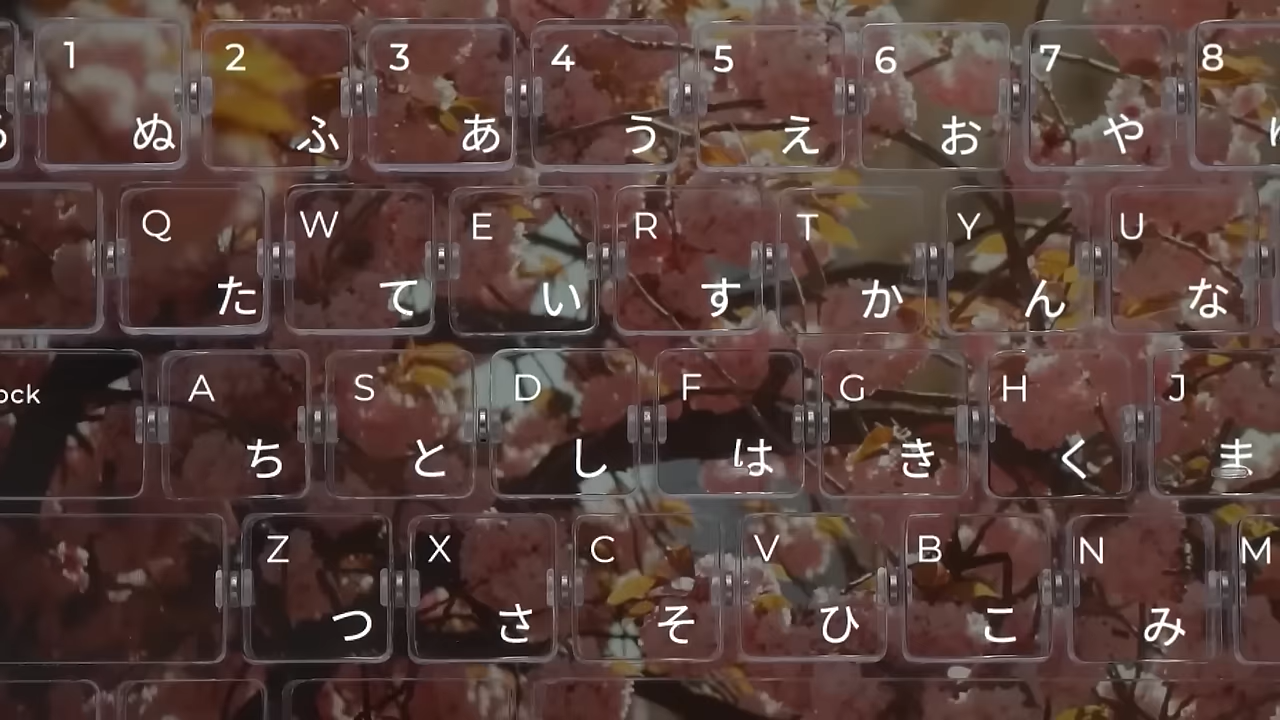 1 2 3 4 5 6 7 8
ぬ ふ あ う え お や
Q W E R T Y U
た て い す か ん な
A S D F G H J
ock
ち と し は き く ま
Z X C V B N M
つ さ そ ひ こ み